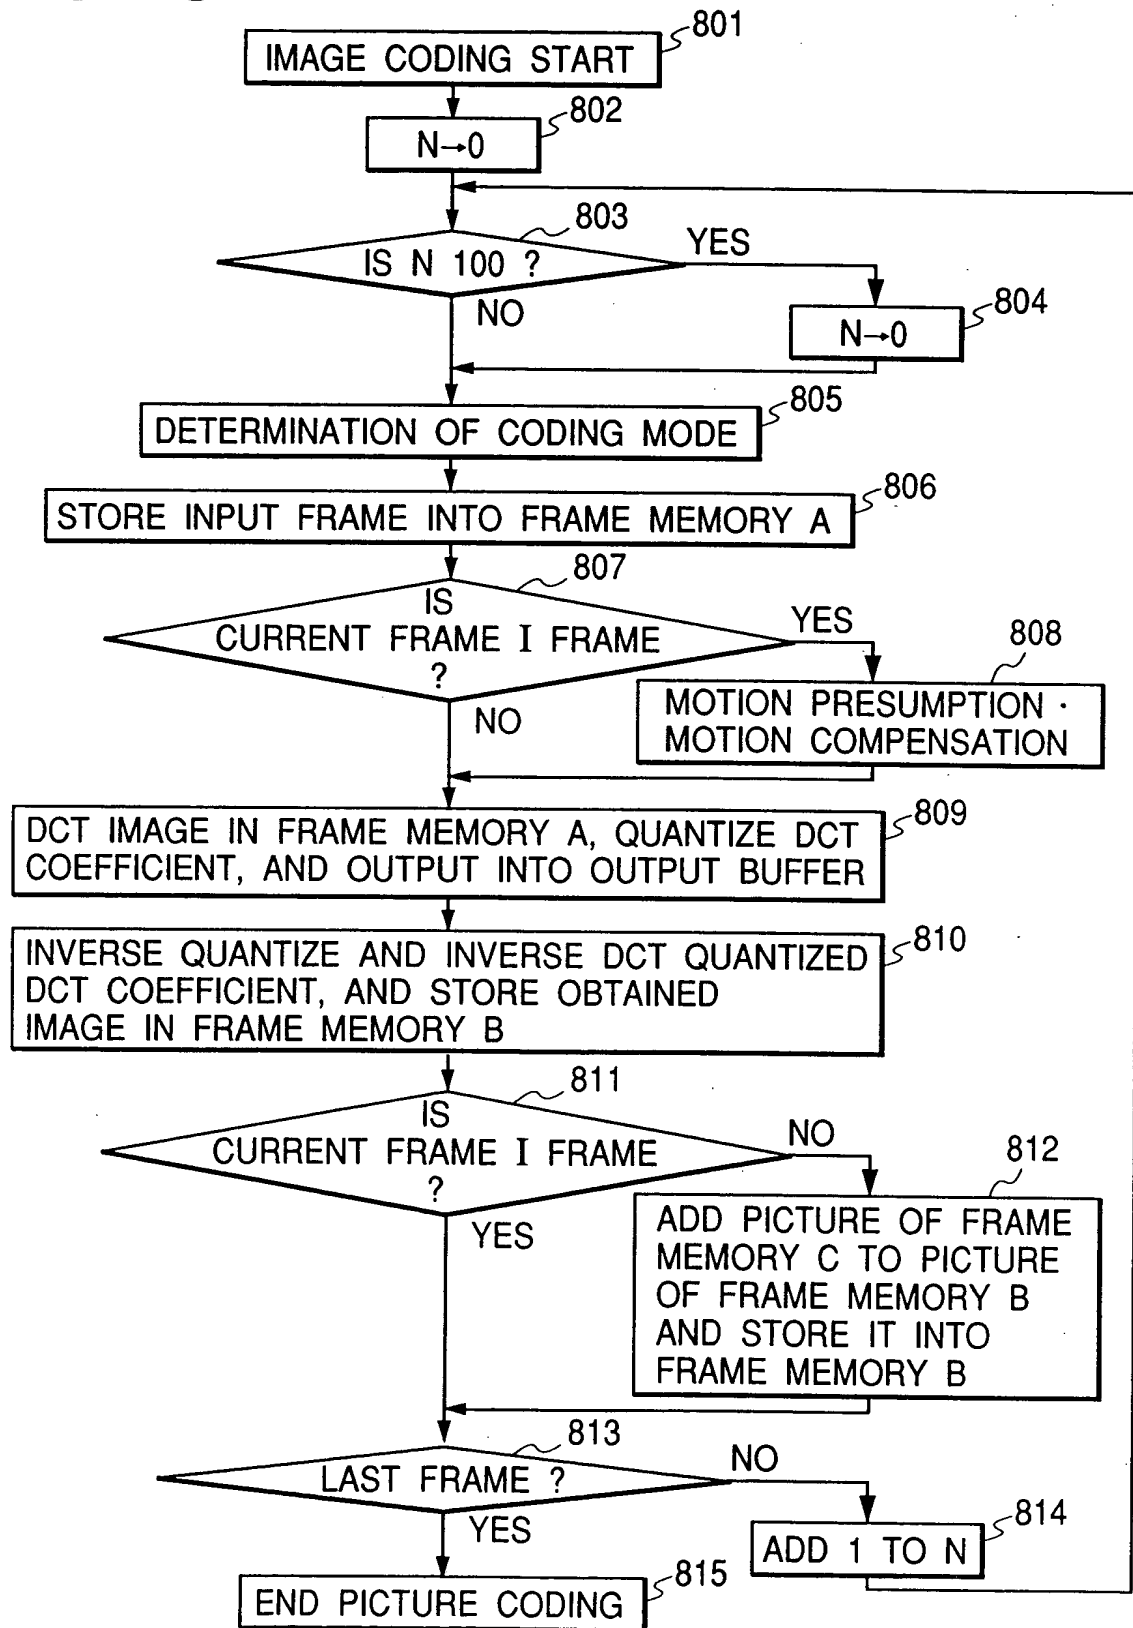 801
IMAGE CODING START
802
N→0
803
IS N 100 ?
YES
NO
804
N→0
805
DETERMINATION OF CODING MODE
806
STORE INPUT FRAME INTO FRAME MEMORY A
807
IS
CURRENT FRAME I FRAME
?
YES
NO
808
MOTION PRESUMPTION ·
MOTION COMPENSATION
809
DCT IMAGE IN FRAME MEMORY A, QUANTIZE DCT
COEFFICIENT, AND OUTPUT INTO OUTPUT BUFFER
810
INVERSE QUANTIZE AND INVERSE DCT QUANTIZED
DCT COEFFICIENT, AND STORE OBTAINED
IMAGE IN FRAME MEMORY B
811
IS
CURRENT FRAME I FRAME
?
NO
YES
812
ADD PICTURE OF FRAME
MEMORY C TO PICTURE
OF FRAME MEMORY B
AND STORE IT INTO
FRAME MEMORY B
813
LAST FRAME ?
NO
YES
814
ADD 1 TO N
815
END PICTURE CODING